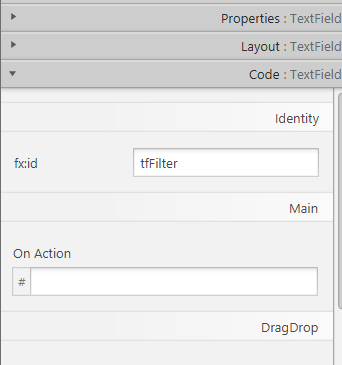 Properties : TextField
Layout : TextField
Code : TextField
Identity
fx:id tfFilter
Main
On Action
#
DragDrop